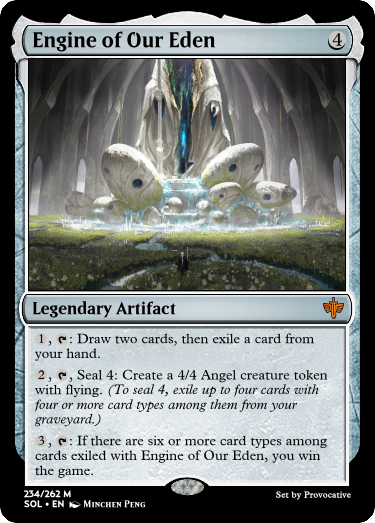 Engine of Our Eden 4
Legendary Artifact
1, : Draw two cards, then exile a card from
your hand.
2, , Seal 4: Create a 4/4 Angel creature token
with flying. (To seal 4, exile up to four cards with
four or more card types among them from your
graveyard.)
3, : If there are six or more card types among
cards exiled with Engine of Our Eden, you win
the game.
234/262 M
SOL • EN Minchen Peng
Set by Provocative